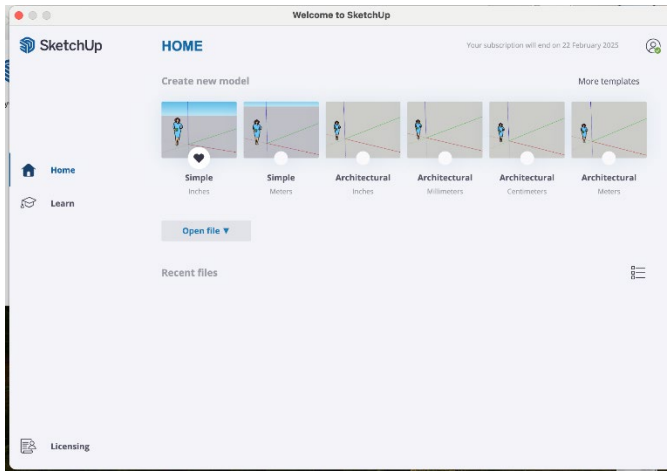 Welcome to SketchUp
SketchUp
HOME
Your subscription will end on 22 February 2025
Create new model
More templates
Simple
Inches
Simple
Meters
Architectural
Inches
Architectural
Millimeters
Architectural
Centimeters
Architectural
Meters
Home
Learn
Open file
Recent files
Licensing